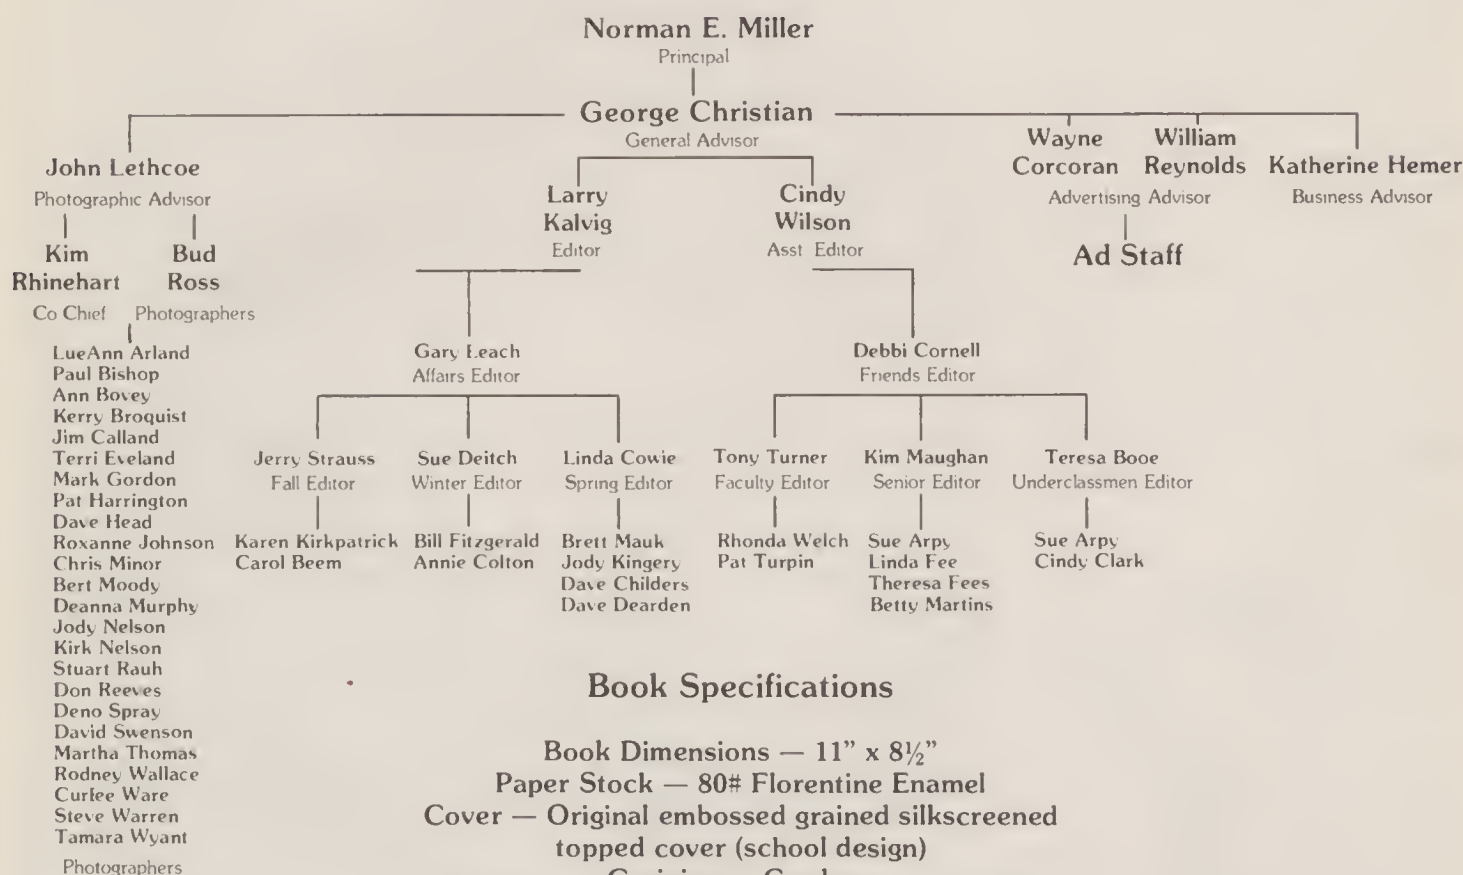 Norman E. Miller
Principal
George Christian
General Advisor
John Lethcoe
Photographic Advisor
Kim
Rhinehart
Bud
Ross
Co Chief Photographers
LueAnn Arland
Paul Bishop
Ann Bovey
Kerry Broquist
Jim Calland
Terri Eveland
Mark Gordon
Pat Harrington
Dave Head
Roxanne Johnson
Chris Minor
Bert Moody
Deanna Murphy
Jody Nelson
Kirk Nelson
Stuart Rauh
Don Reeves
Deno Spray
David Swenson
Martha Thomas
Rodney Wallace
Curlee Ware
Steve Warren
Tamara Wyant
Photographers
Larry
Kalvig
Editor
Cindy
Wilson
Asst Editor
Wayne
Corcoran
William
Reynolds
Advertising Advisor
Ad Staff
Katherine Hemer
Business Advisor
Gary Leach
Affairs Editor
Jerry Strauss
Fall Editor
Karen Kirkpatrick
Carol Beem
Sue Deitch
Winter Editor
Bill Fitzgerald
Annie Colton
Linda Cowie
Spring Editor
Brett Mauk
Jody Kingery
Dave Childers
Dave Dearden
Debbi Cornell
Friends Editor
Tony Turner
Faculty Editor
Rhonda Welch
Pat Turpin
Kim Maughan
Senior Editor
Sue Arpy
Linda Fee
Theresa Fees
Betty Martins
Teresa Booe
Underclassmen Editor
Sue Arpy
Cindy Clark
Book Specifications
Book Dimensions — 11" x 8½"
Paper Stock — 80# Florentine Enamel
Cover — Original embossed grained silkscreened
topped cover (school design)